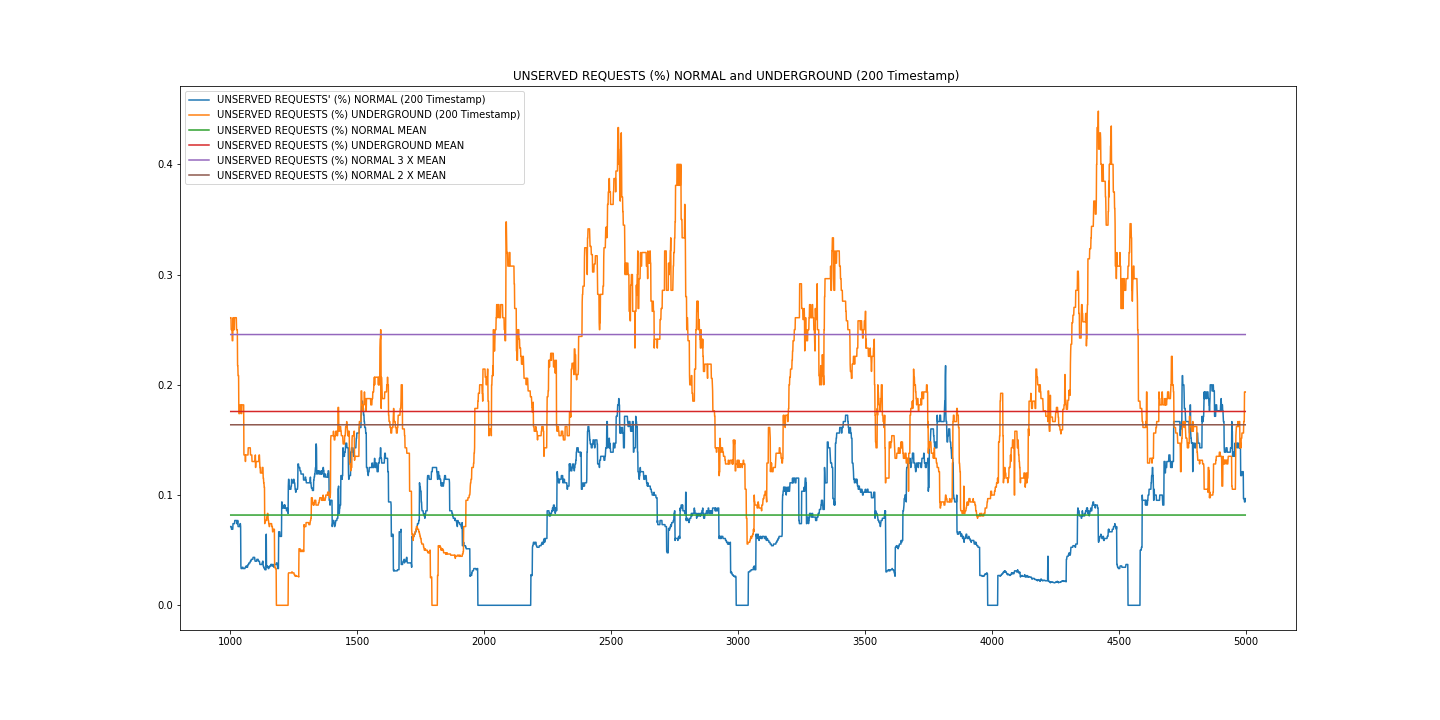 UNSERVED REQUESTS (%) NORMAL and UNDERGROUND (200 Timestamp)
UNSERVED REQUESTS' (%) NORMAL (200 Timestamp)
UNSERVED REQUESTS (%) UNDERGROUND (200 Timestamp)
UNSERVED REQUESTS (%) NORMAL MEAN
UNSERVED REQUESTS (%) UNDERGROUND MEAN
UNSERVED REQUESTS (%) NORMAL 3 X MEAN
UNSERVED REQUESTS (%) NORMAL 2 X MEAN
0.4
0.3
0.2
0.1
0.0
1000 1500 2000 2500 3000 3500 4000 4500 5000